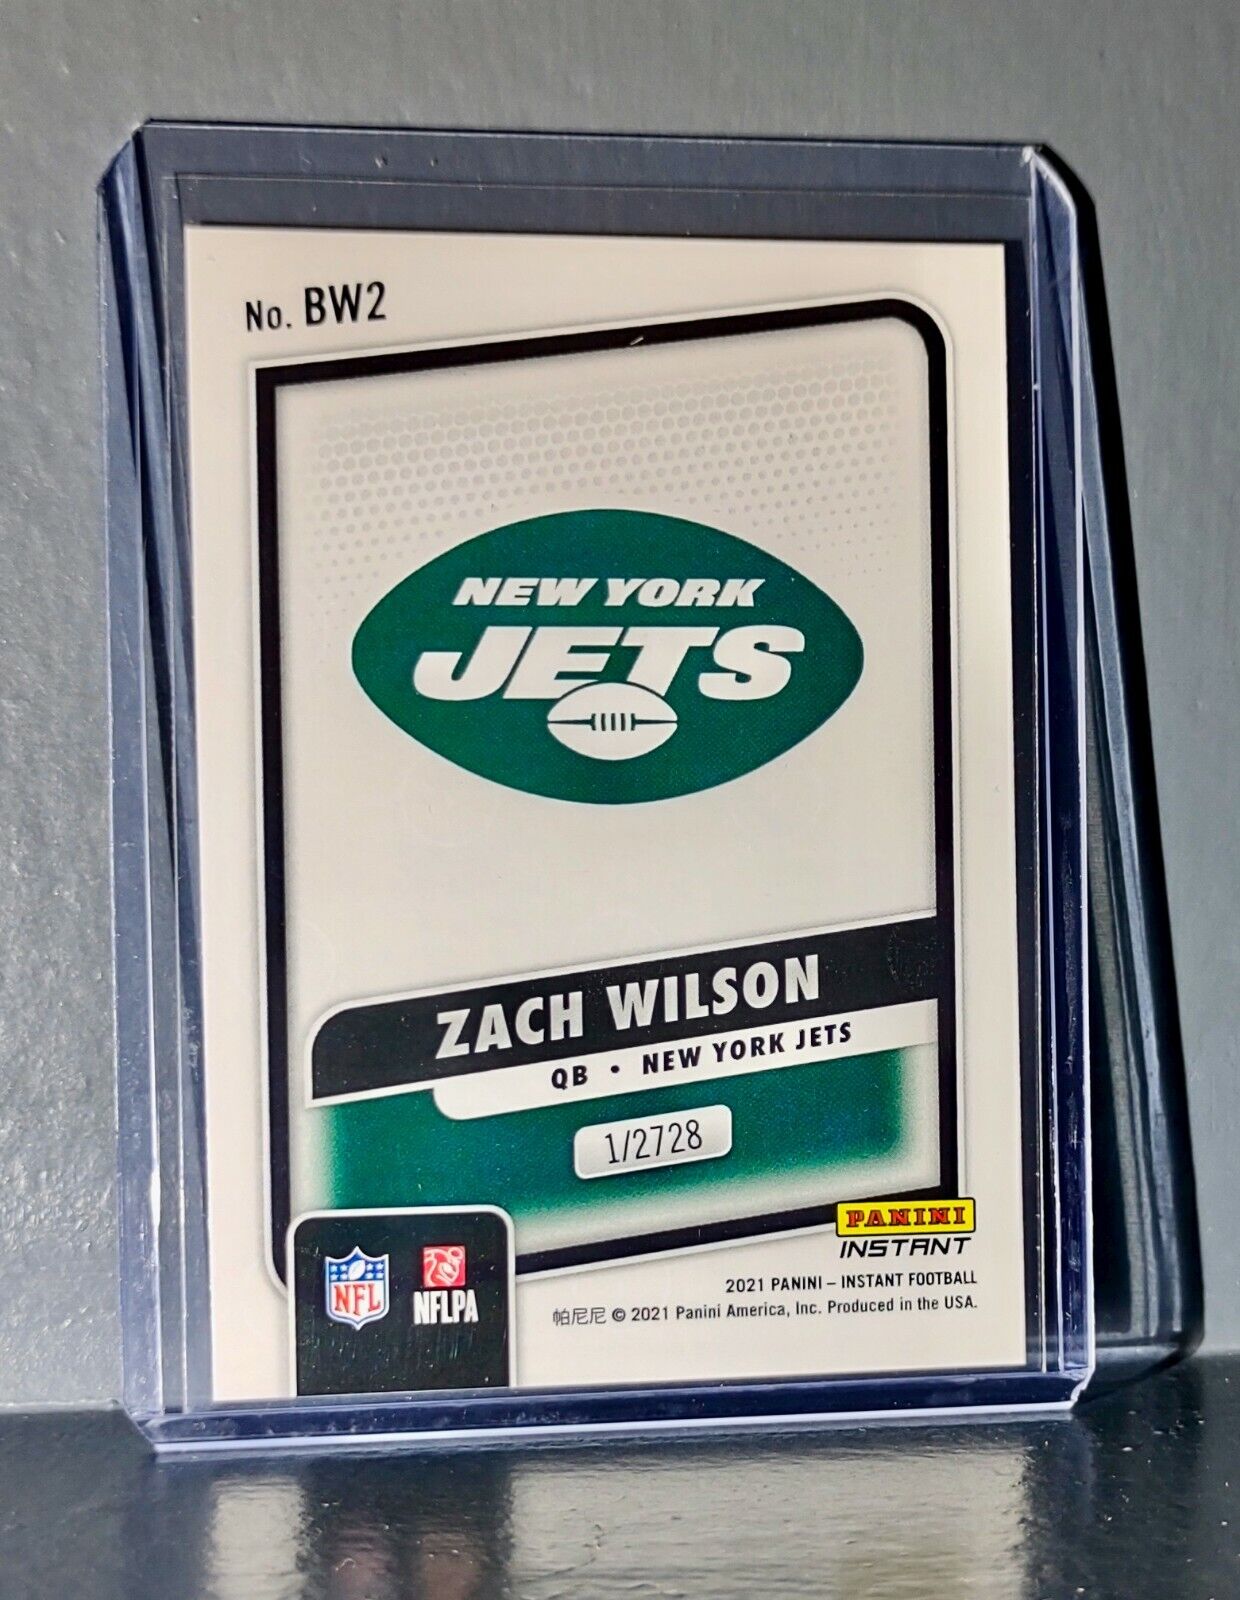 No. BW2
NEW YORK
JETS
ZACH WILSON
QB • NEW YORK JETS
1/2728
PANINI
INSTANT
NFL
NFLPA
2021 PANINI – INSTANT FOOTBALL
帕尼尼 © 2021 Panini America, Inc. Produced in the USA.